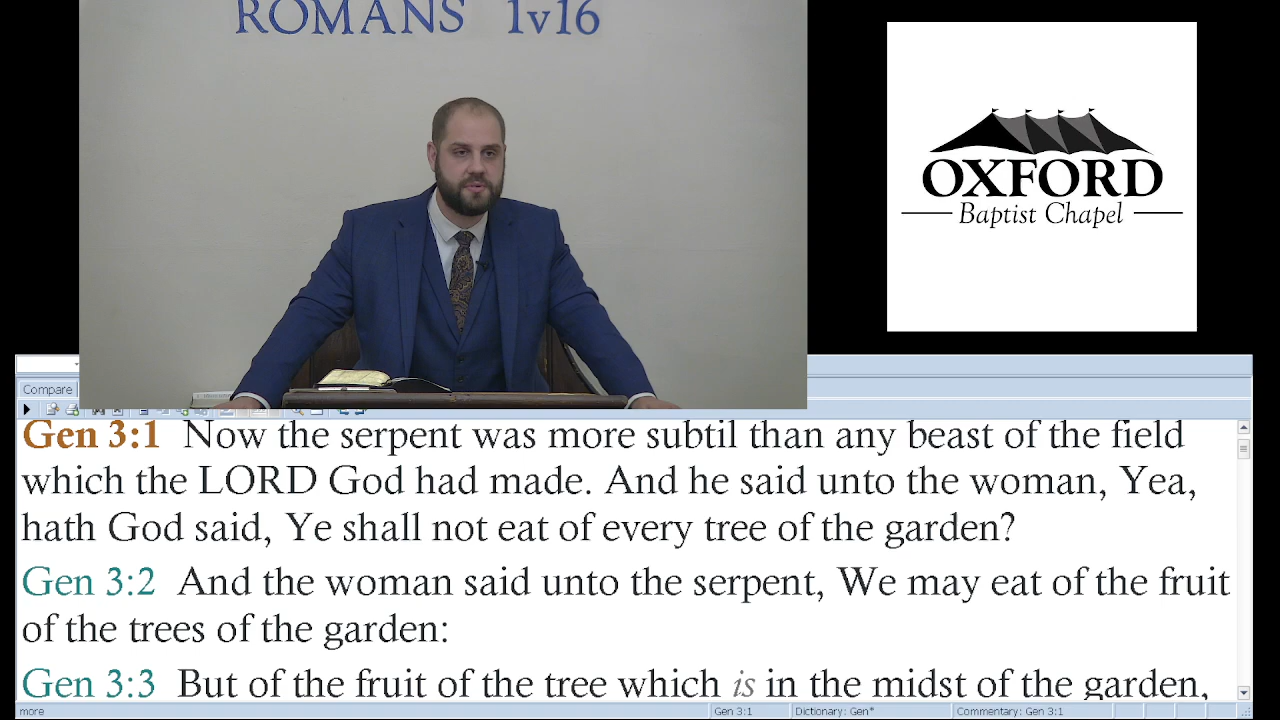 ROMANS 1v16
OXFORD
Baptist Chapel
Compare
Gen 3:1 Now the serpent was more subtil than any beast of the field
which the LORD God had made. And he said unto the woman, Yea,
hath God said, Ye shall not eat of every tree of the garden?
Gen 3:2 And the woman said unto the serpent, We may eat of the fruit
of the trees of the garden:
Gen 3:3 But of the fruit of the tree which is in the midst of the garden,
more Gen 3:1 Dictionary: Gen* Commentary: Gen 3:1